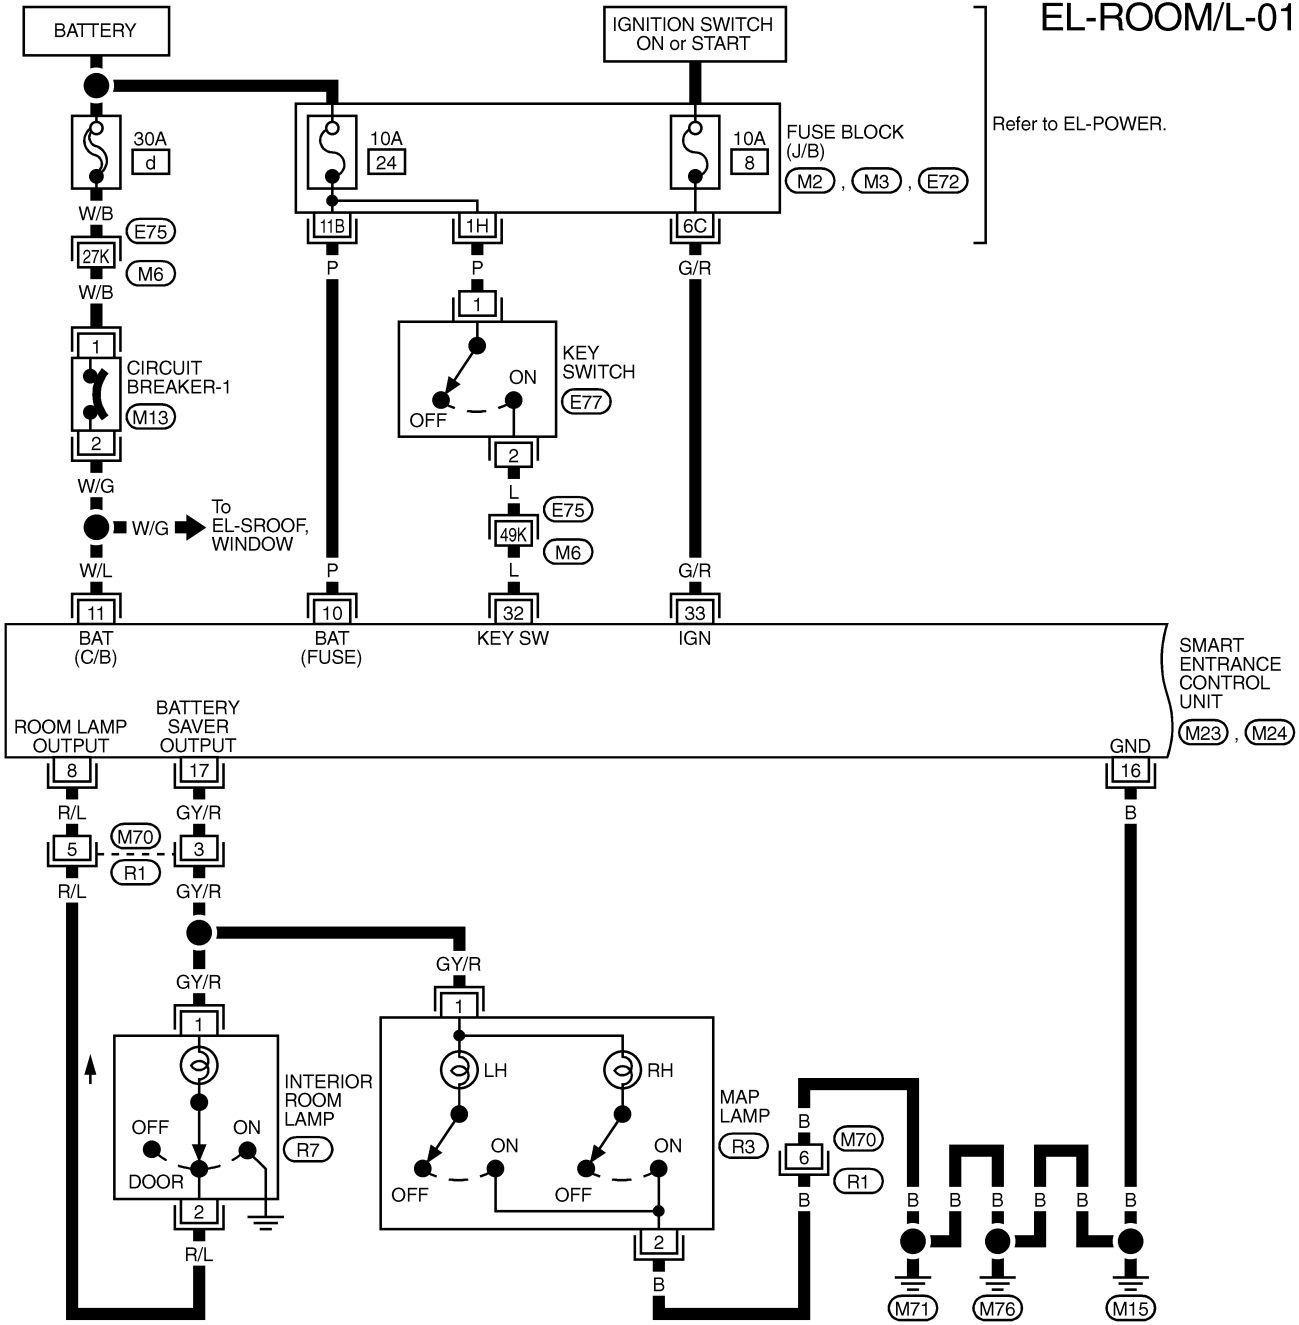 EL-ROOM/L-01
BATTERY
IGNITION SWITCH
ON or START
Refer to EL-POWER.
30A
d
10A
24
10A
8
FUSE BLOCK
(J/B)
M2 , M3 , E72
W/B
E75
27K
M6
W/B
11B
1H
6C
P
P
G/R
1
1
CIRCUIT
BREAKER-1
M13
2
KEY
SWITCH
E77
ON
OFF
2
W/G
L
To
EL-SROOF,
WINDOW
W/G
E75
49K
M6
W/L
P
L
G/R
11
10
32
33
BAT
(C/B)
BAT
(FUSE)
KEY SW
IGN
SMART
ENTRANCE
CONTROL
UNIT
M23 , M24
ROOM LAMP
OUTPUT
BATTERY
SAVER
OUTPUT
GND
8
17
16
R/L
GY/R
B
M70
5
3
R1
R/L
GY/R
GY/R
GY/R
1
1
LH
RH
INTERIOR
ROOM
LAMP
R7
OFF
ON
DOOR
2
R/L
MAP
LAMP
R3
ON
ON
OFF
OFF
2
B
B
M70
6
R1
B
B
B
B
B
B
B
M71
M76
M15